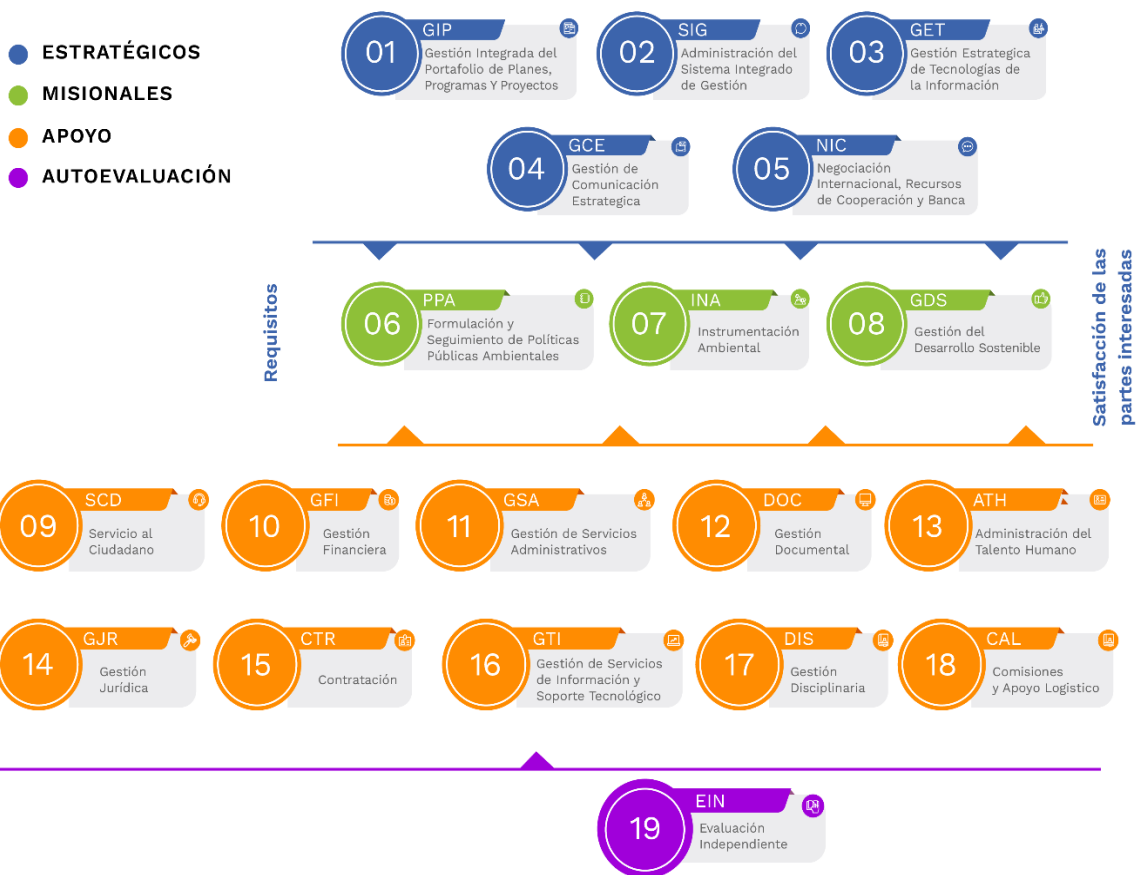 ESTRATÉGICOS
MISIONALES
APOYO
AUTOEVALUACIÓN
01
GIP
Gestión Integrada del
Portafolio de Planes,
Programas Y Proyectos
02
SIG
Administración del
Sistema Integrado
de Gestión
03
GET
Gestión Estrategica
de Tecnologías de
la Información
04
GCE
Gestión de
Comunicación
Estrategica
05
NIC
Negociación
Internacional, Recursos
de Cooperación y Banca
Requisitos
06
PPA
Formulación y
Seguimiento de Políticas
Públicas Ambientales
07
INA
Instrumentación
Ambiental
08
GDS
Gestión del
Desarrollo Sostenible
Satisfacción de las
partes interesadas
09
SCD
Servicio al
Ciudadano
10
GFI
Gestión
Financiera
11
GSA
Gestión de Servicios
Administrativos
12
DOC
Gestión
Documental
13
ATH
Administración del
Talento Humano
14
GJR
Gestión
Jurídica
15
CTR
Contratación
16
GTI
Gestión de Servicios
de Información y
Soporte Tecnológico
17
DIS
Gestión
Disciplinaria
18
CAL
Comisiones
y Apoyo Logistico
19
EIN
Evaluación
Independiente